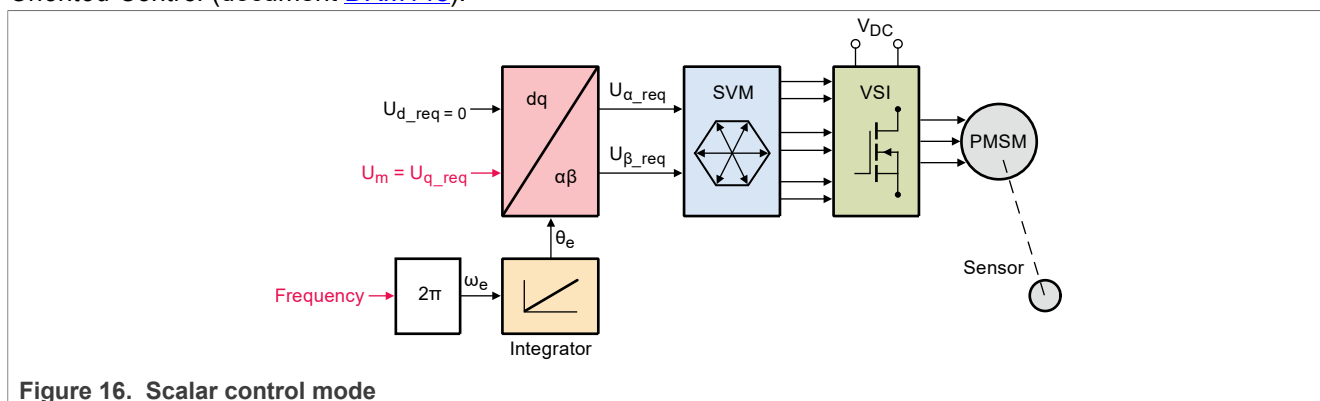 Oriented Control (document DRM148).
V_DC
dq
U_α_req
SVM
VSI
U_d_req = 0
U_β_req
PMSM
U_m = U_q_req
αβ
θ_e
Sensor
ω_e
Frequency
2π
Integrator
Figure 16. Scalar control mode